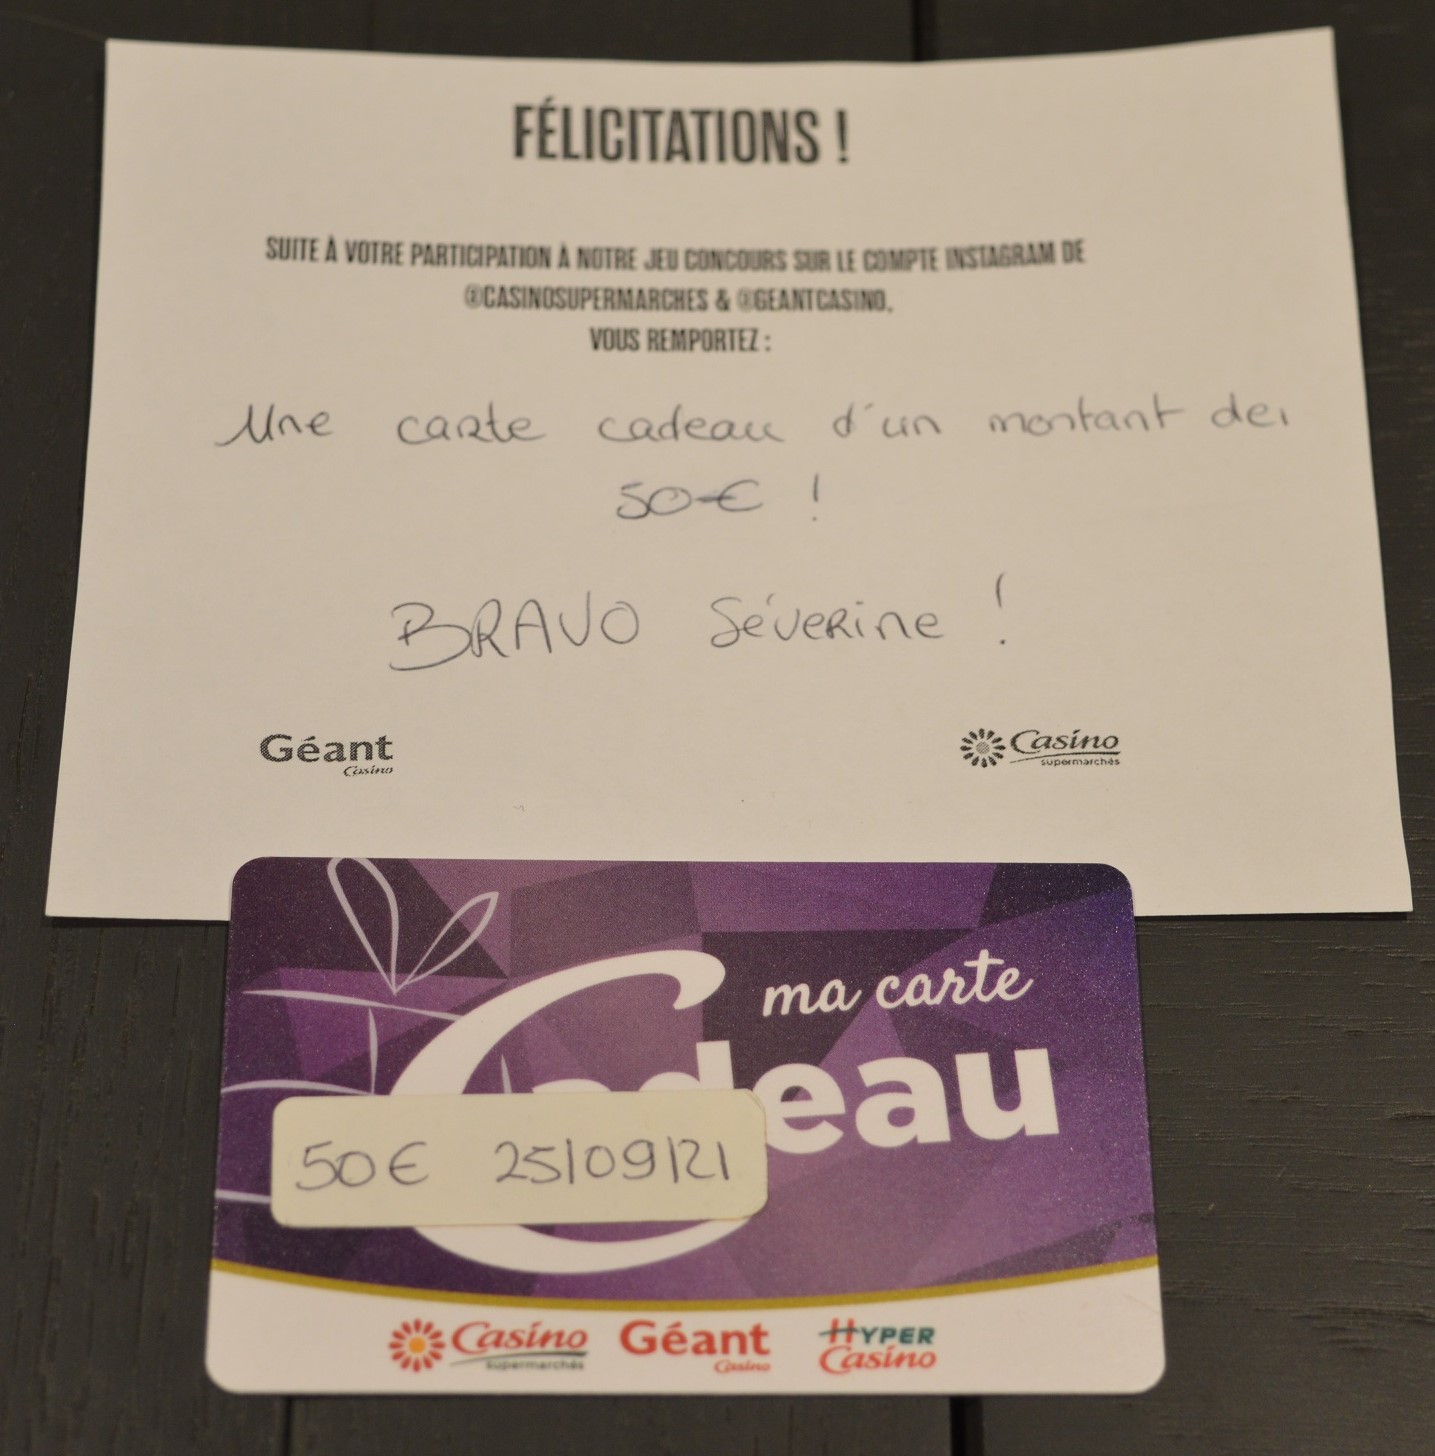 FÉLICITATIONS !
SUITE À VOTRE PARTICIPATION À NOTRE JEU CONCOURS SUR LE COMPTE INSTAGRAM DE
@CASINOSUPERMARCHES & @GEANTCASINO,
VOUS REMPORTEZ :
Une carte cadeau d'un montant de
50€ !
BRAVO Séverine !
Géant
Casino
Casino
supermarchés
ma carte
Cadeau
50€ 25/09/21
Casino
supermarchés
Géant
Casino
HYPER
Casino